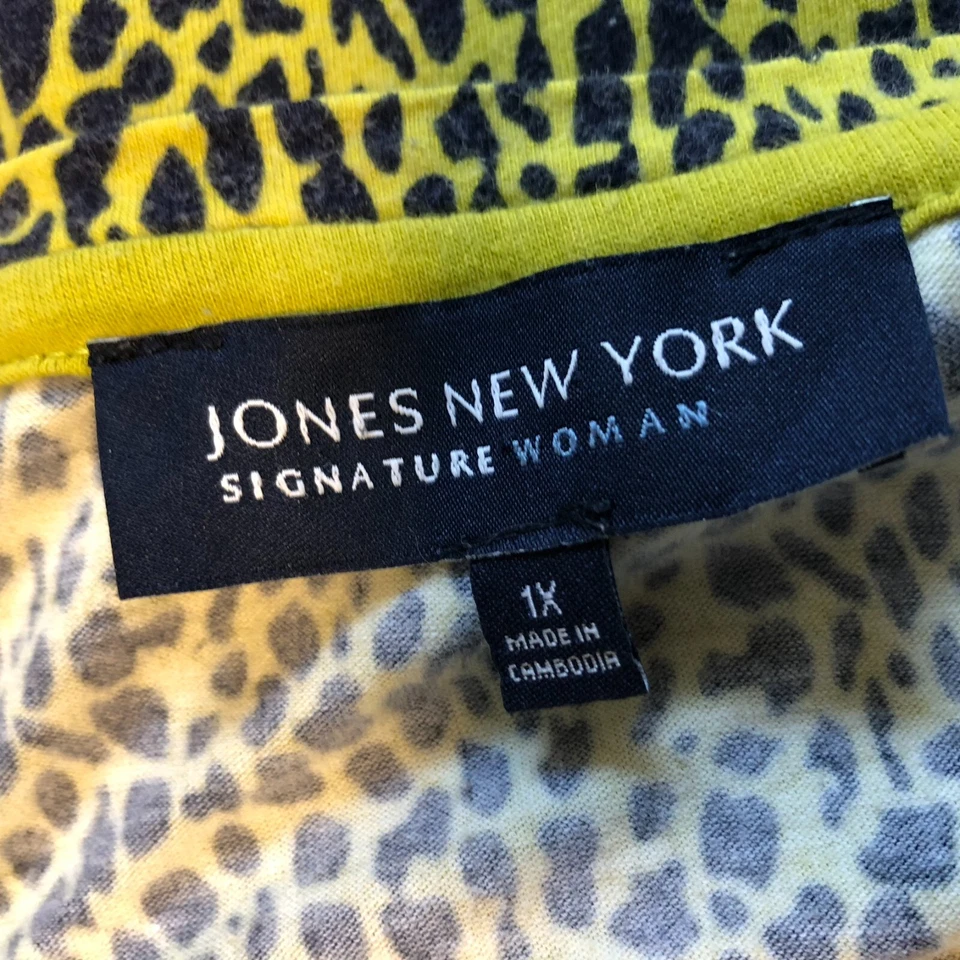 JONES NEW YORK
SIGNATURE WOMAN
1X
MADE IN
CAMBODIA